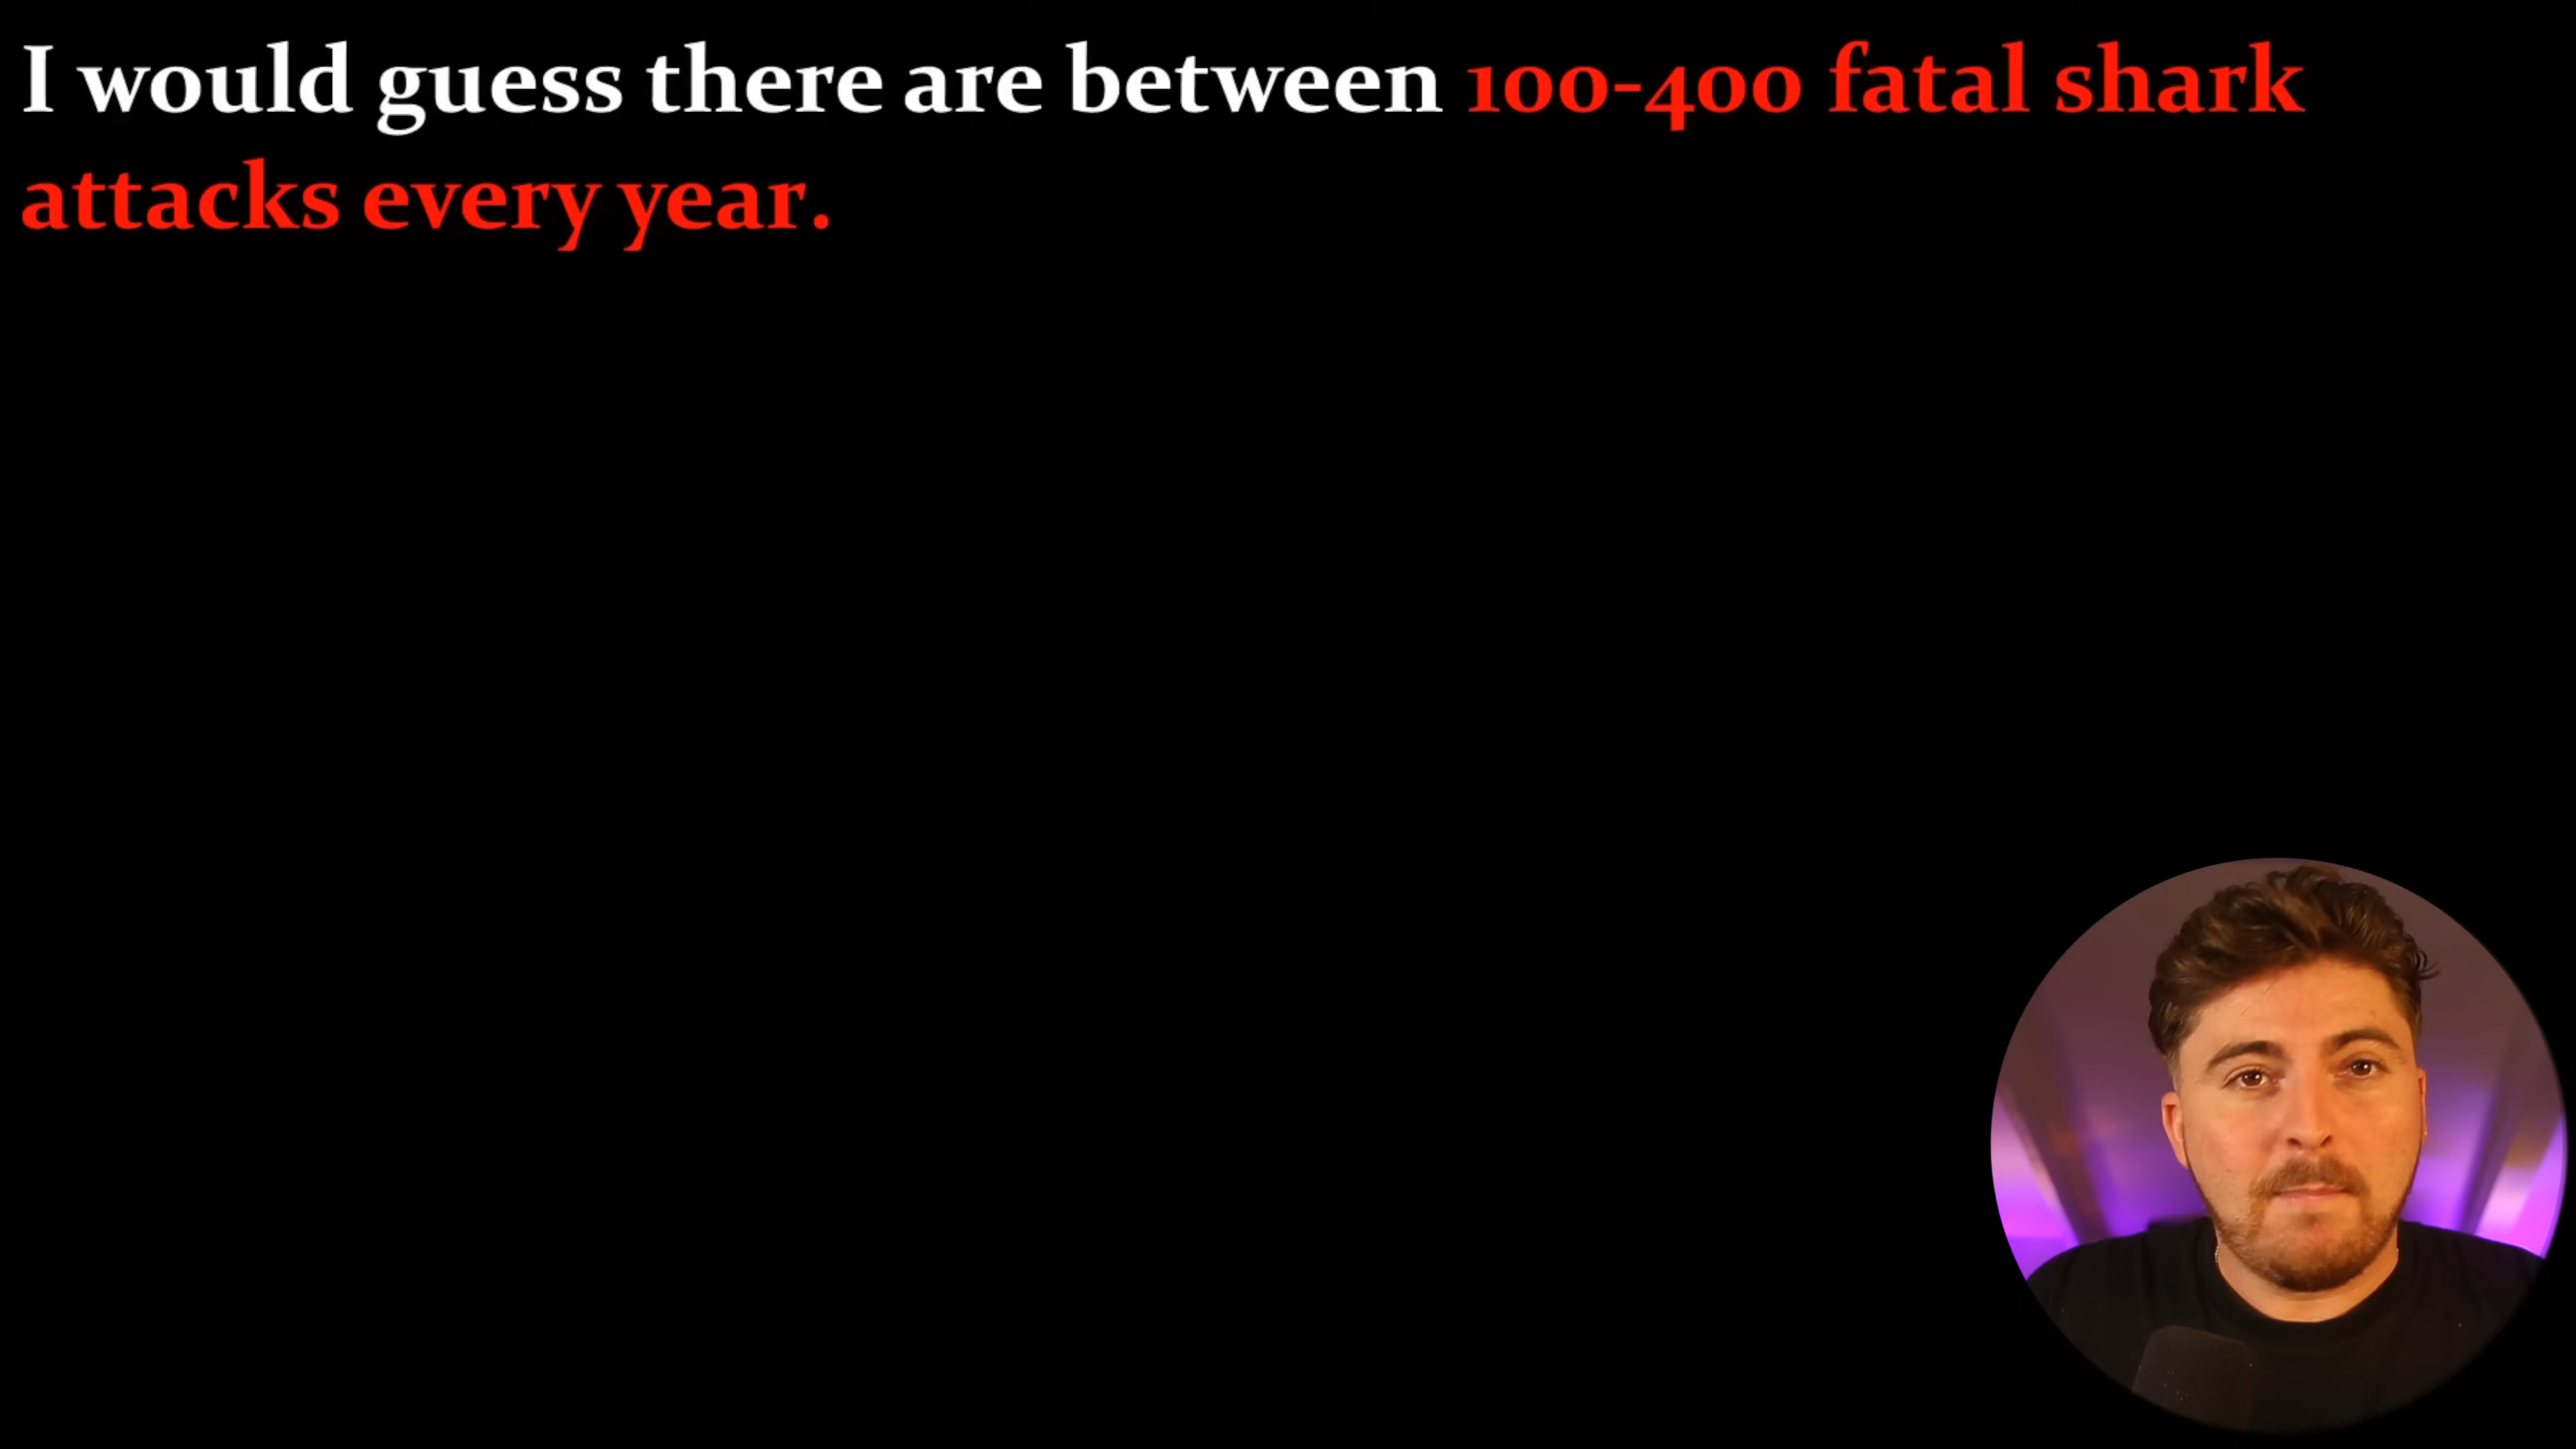 I would guess there are between 100-400 fatal shark
attacks every year.